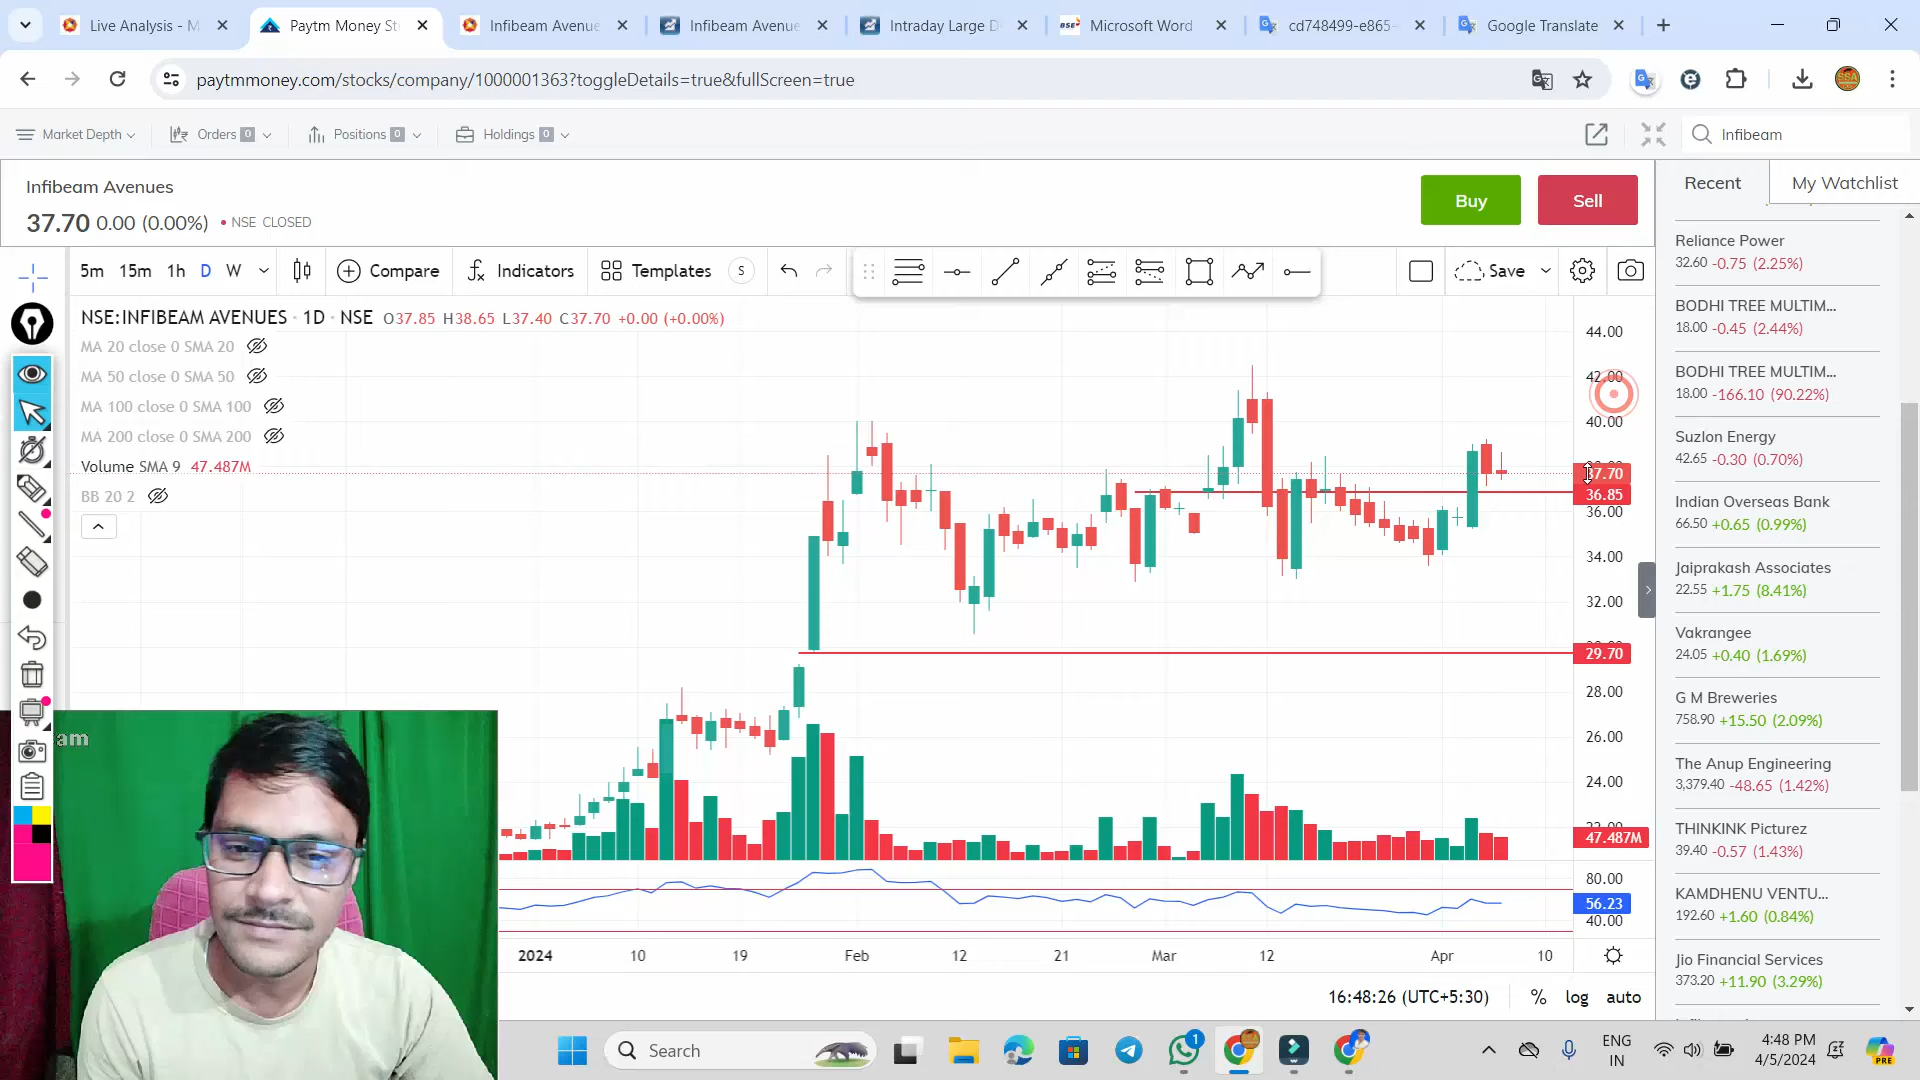 Live Analysis - M
Paytm Money St
Infibeam Avenue
Infibeam Avenue
Intraday Large D
BSE
Microsoft Word
cd748499-e865-
Google Translate
paytmmoney.com/stocks/company/1000001363?toggleDetails=true&fullScreen=true
Market Depth
Orders 0
Positions 0
Holdings 0
Infibeam
Infibeam Avenues
37.70 0.00 (0.00%) • NSE CLOSED
Buy
Sell
Recent
My Watchlist
5m 15m 1h D W
Compare
Indicators
Templates
S
Save
NSE:INFIBEAM AVENUES · 1D · NSE O37.85 H38.65 L37.40 C37.70 +0.00 (+0.00%)
MA 20 close 0 SMA 20
MA 50 close 0 SMA 50
MA 100 close 0 SMA 100
MA 200 close 0 SMA 200
Volume SMA 9 47.487M
BB 20 2
44.00
42.00
40.00
37.70
36.85
36.00
34.00
32.00
29.70
28.00
26.00
24.00
47.487M
80.00
56.23
40.00
2024 10 19 Feb 12 21 Mar 12 Apr 10
16:48:26 (UTC+5:30) % log auto
Reliance Power
32.60 -0.75 (2.25%)
BODHI TREE MULTIM...
18.00 -0.45 (2.44%)
BODHI TREE MULTIM...
18.00 -166.10 (90.22%)
Suzlon Energy
42.65 -0.30 (0.70%)
Indian Overseas Bank
66.50 +0.65 (0.99%)
Jaiprakash Associates
22.55 +1.75 (8.41%)
Vakrangee
24.05 +0.40 (1.69%)
G M Breweries
758.90 +15.50 (2.09%)
The Anup Engineering
3,379.40 -48.65 (1.42%)
THINKINK Picturez
39.40 -0.57 (1.43%)
KAMDHENU VENTU...
192.60 +1.60 (0.84%)
Jio Financial Services
373.20 +11.90 (3.29%)
am
Search
1
ENG
IN
4:48 PM
4/5/2024
PRE